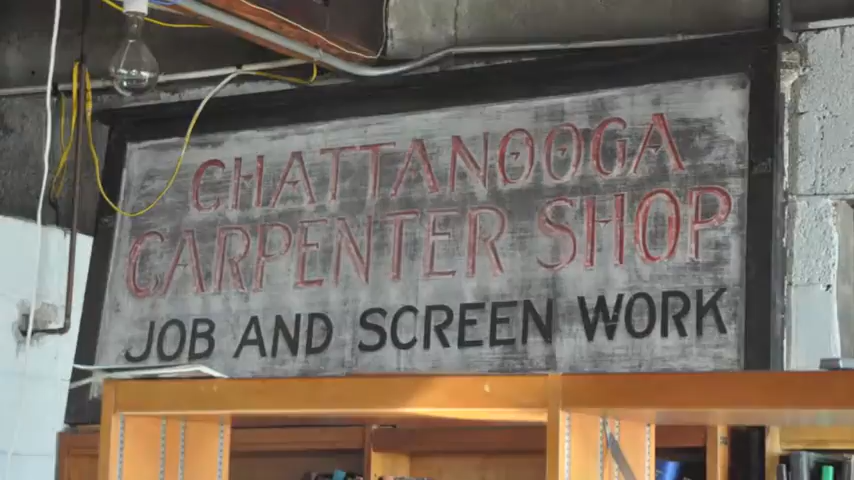 CHATTANOOGA
CARPENTER SHOP
JOB AND SCREEN WORK